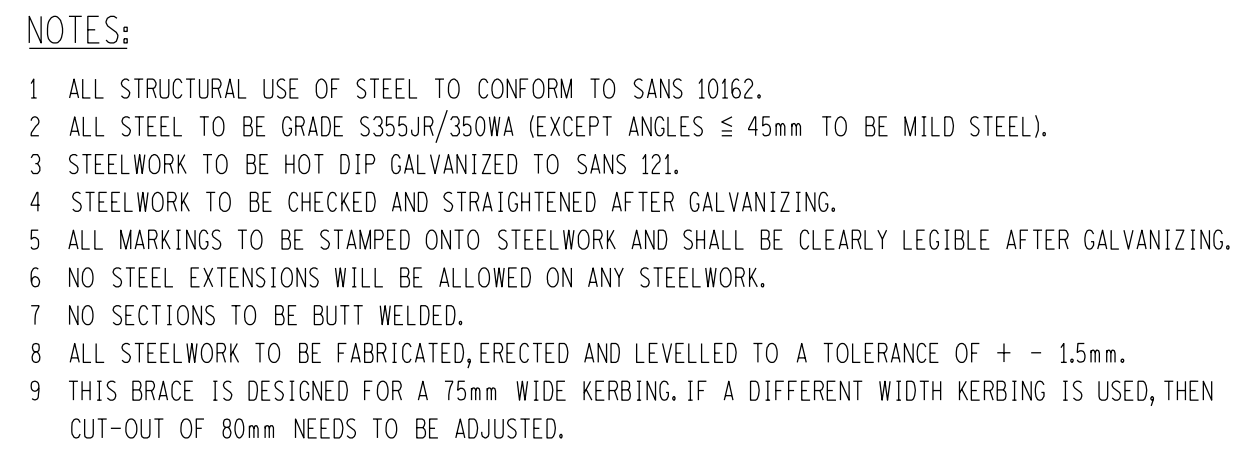 NOTES:
1 ALL STRUCTURAL USE OF STEEL TO CONFORM TO SANS 10162.
2 ALL STEEL TO BE GRADE S355JR/350WA (EXCEPT ANGLES ≦ 45mm TO BE MILD STEEL).
3 STEELWORK TO BE HOT DIP GALVANIZED TO SANS 121.
4 STEELWORK TO BE CHECKED AND STRAIGHTENED AFTER GALVANIZING.
5 ALL MARKINGS TO BE STAMPED ONTO STEELWORK AND SHALL BE CLEARLY LEGIBLE AFTER GALVANIZING.
6 NO STEEL EXTENSIONS WILL BE ALLOWED ON ANY STEELWORK.
7 NO SECTIONS TO BE BUTT WELDED.
8 ALL STEELWORK TO BE FABRICATED, ERECTED AND LEVELLED TO A TOLERANCE OF + - 1.5mm.
9 THIS BRACE IS DESIGNED FOR A 75mm WIDE KERBING. IF A DIFFERENT WIDTH KERBING IS USED, THEN
CUT-OUT OF 80mm NEEDS TO BE ADJUSTED.